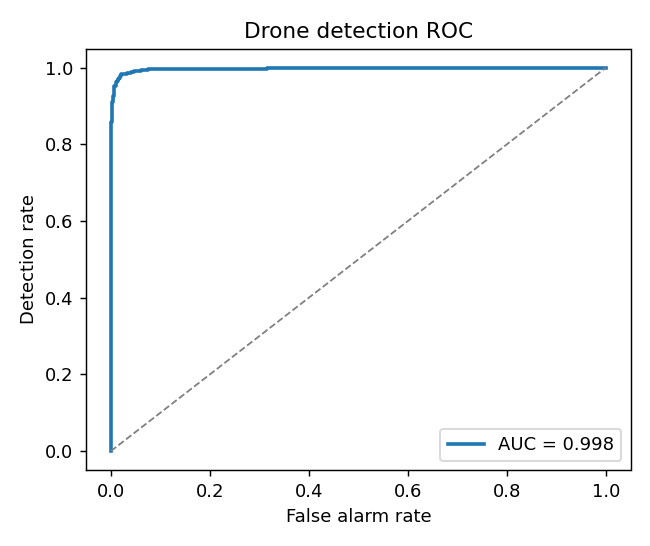 Drone detection ROC
Detection rate
1.0
0.8
0.6
0.4
0.2
0.0
AUC = 0.998
0.0 0.2 0.4 0.6 0.8 1.0
False alarm rate